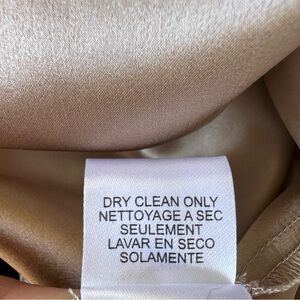 DRY CLEAN ONLY
NETTOYAGE A SEC
SEULEMENT
LAVAR EN SECO
SOLAMENTE